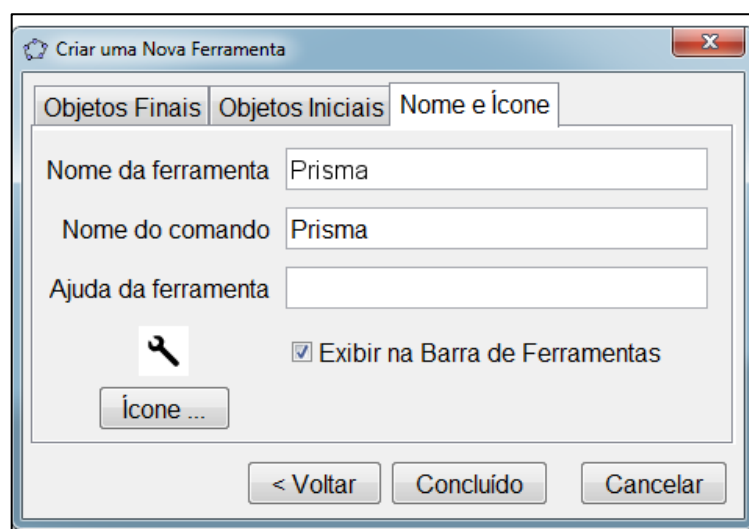 Criar uma Nova Ferramenta
Objetos Finais Objetos Iniciais Nome e Ícone
Nome da ferramenta Prisma
Nome do comando Prisma
Ajuda da ferramenta
Exibir na Barra de Ferramentas
Ícone ...
< Voltar Concluído Cancelar